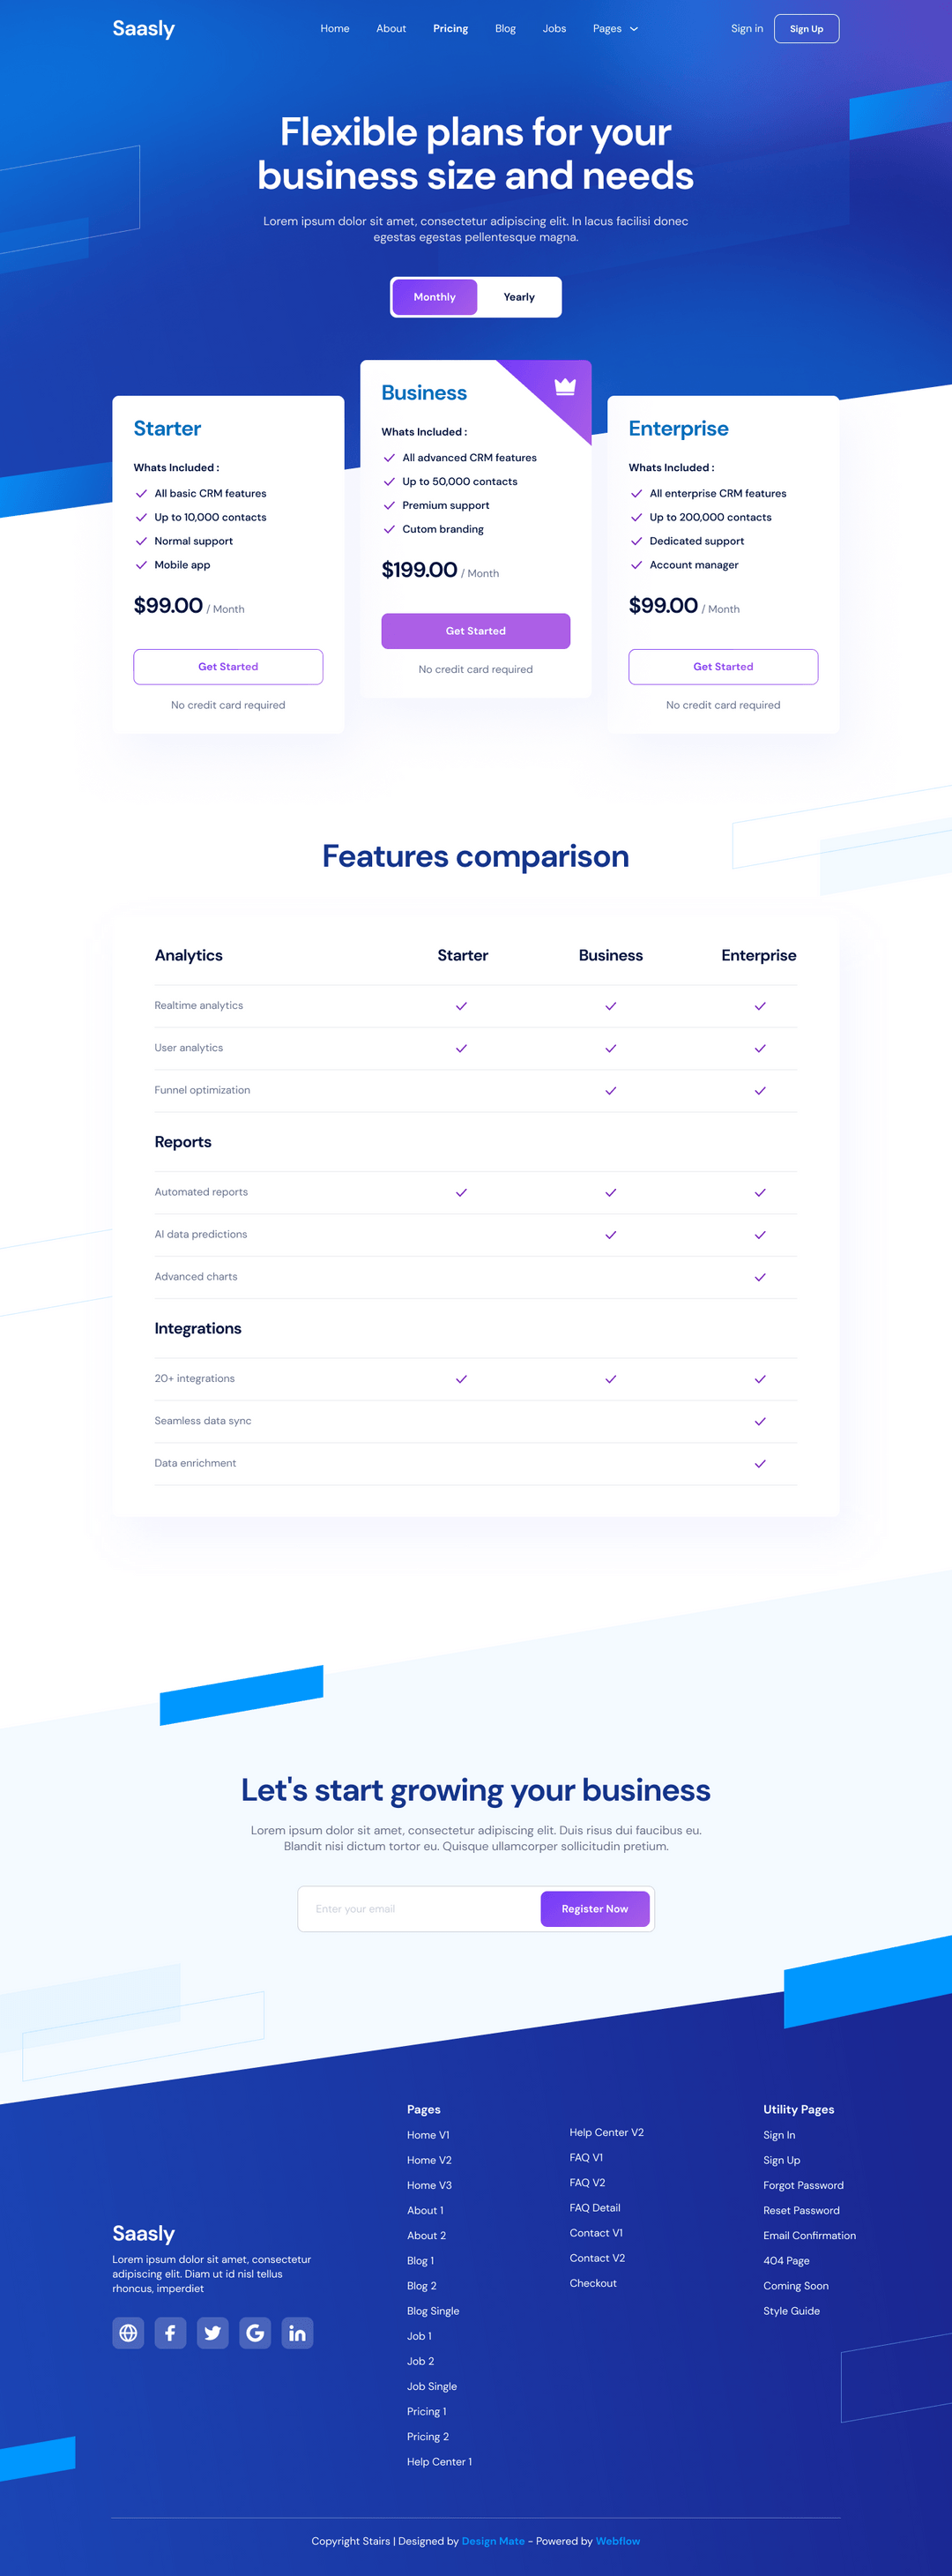 Saasly
Home About Pricing Blog Jobs Pages
Sign in Sign Up
Flexible plans for your
business size and needs
Lorem ipsum dolor sit amet, consectetur adipiscing elit. In lacus facilisi donec
egestas egestas pellentesque magna.
Monthly Yearly
Starter
Whats Included :
All basic CRM features
Up to 10,000 contacts
Normal support
Mobile app
$99.00 / Month
Get Started
No credit card required
Business
Whats Included :
All advanced CRM features
Up to 50,000 contacts
Premium support
Cutom branding
$199.00 / Month
Get Started
No credit card required
Enterprise
Whats Included :
All enterprise CRM features
Up to 200,000 contacts
Dedicated support
Account manager
$99.00 / Month
Get Started
No credit card required
Features comparison
Analytics Starter Business Enterprise
Realtime analytics
User analytics
Funnel optimization
Reports
Automated reports
AI data predictions
Advanced charts
Integrations
20+ integrations
Seamless data sync
Data enrichment
Let's start growing your business
Lorem ipsum dolor sit amet, consectetur adipiscing elit. Duis risus dui faucibus eu.
Blandit nisi dictum tortor eu. Quisque ullamcorper sollicitudin pretium.
Enter your email
Register Now
Saasly
Lorem ipsum dolor sit amet, consectetur
adipiscing elit. Diam ut id nisl tellus
rhoncus, imperdiet
Pages
Home V1
Home V2
Home V3
About 1
About 2
Blog 1
Blog 2
Blog Single
Job 1
Job 2
Job Single
Pricing 1
Pricing 2
Help Center 1
Help Center V2
FAQ V1
FAQ V2
FAQ Detail
Contact V1
Contact V2
Checkout
Utility Pages
Sign In
Sign Up
Forgot Password
Reset Password
Email Confirmation
404 Page
Coming Soon
Style Guide
Copyright Stairs | Designed by Design Mate - Powered by Webflow